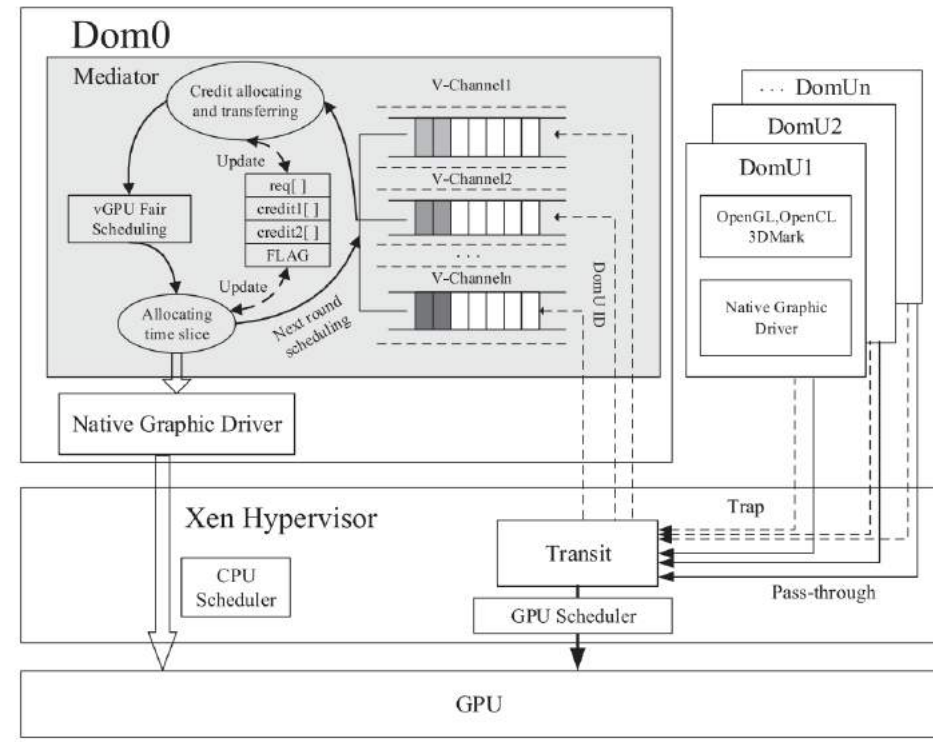 Dom0
Mediator
Credit allocating
and transferring
Update
req[ ]
credit1[ ]
credit2[ ]
FLAG
vGPU Fair
Scheduling
Update
Allocating
time slice
Next round
scheduling
V-Channel1
V-Channel2
. . .
V-Channeln
DomU ID
Native Graphic Driver
. . . DomUn
DomU2
DomU1
OpenGL,OpenCL
3DMark
Native Graphic
Driver
Xen Hypervisor
CPU
Scheduler
Trap
Transit
Pass-through
GPU Scheduler
GPU